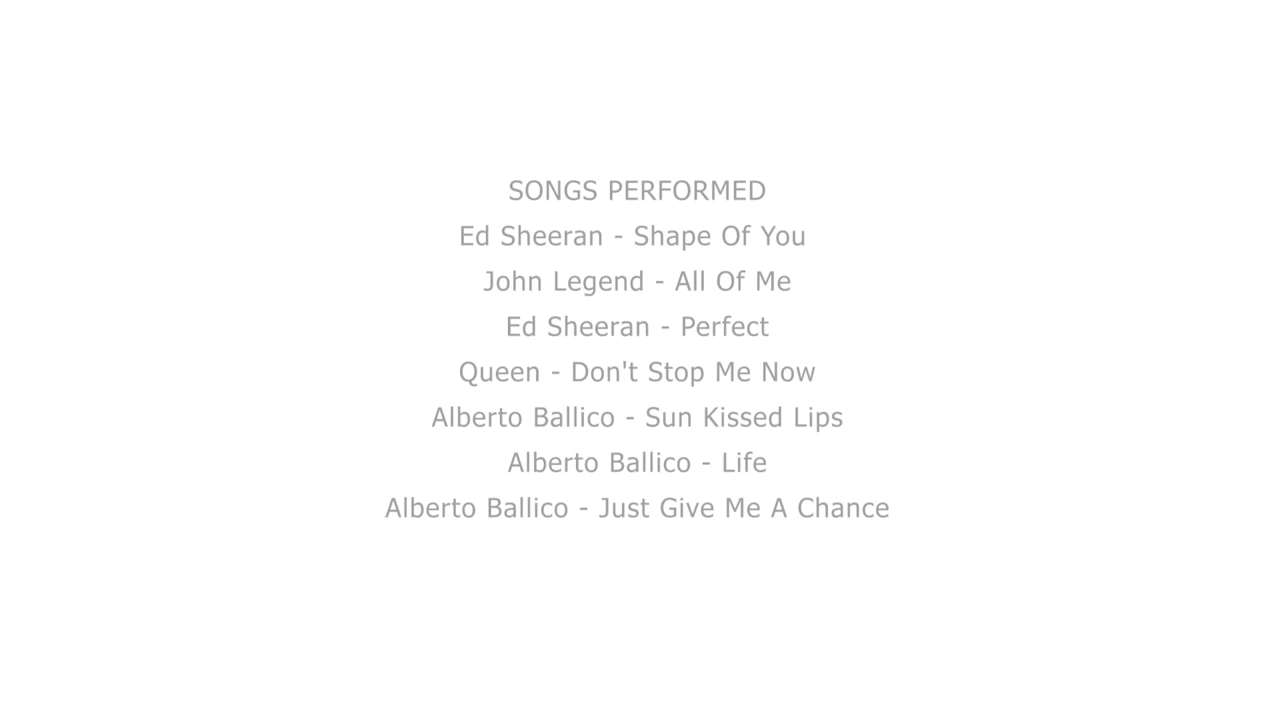 SONGS PERFORMED
Ed Sheeran - Shape Of You
John Legend - All Of Me
Ed Sheeran - Perfect
Queen - Don't Stop Me Now
Alberto Ballico - Sun Kissed Lips
Alberto Ballico - Life
Alberto Ballico - Just Give Me A Chance